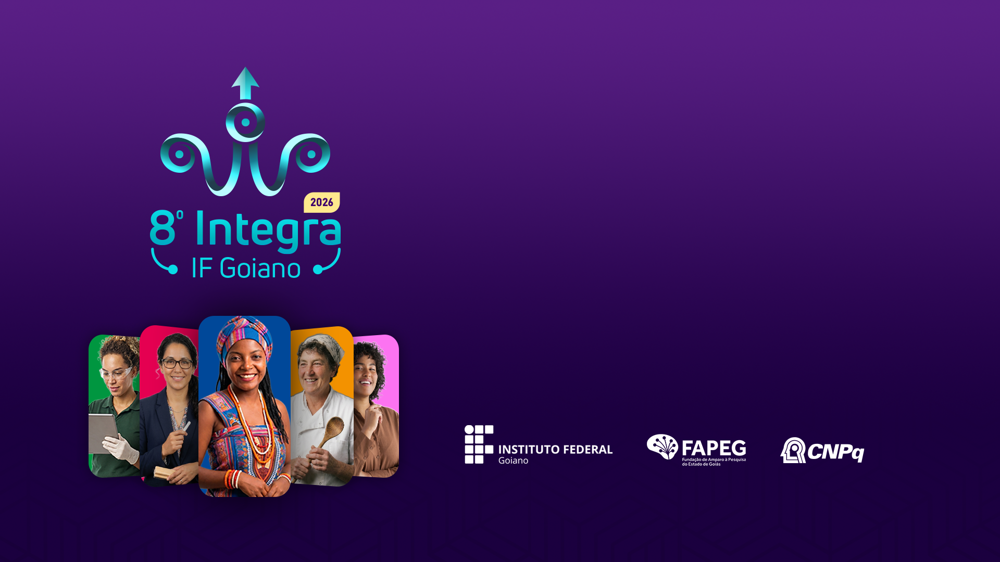 2026
8º Integra
IF Goiano
INSTITUTO FEDERAL
Goiano
FAPEG
Fundação de Amparo à Pesquisa
do Estado de Goiás
CNPq